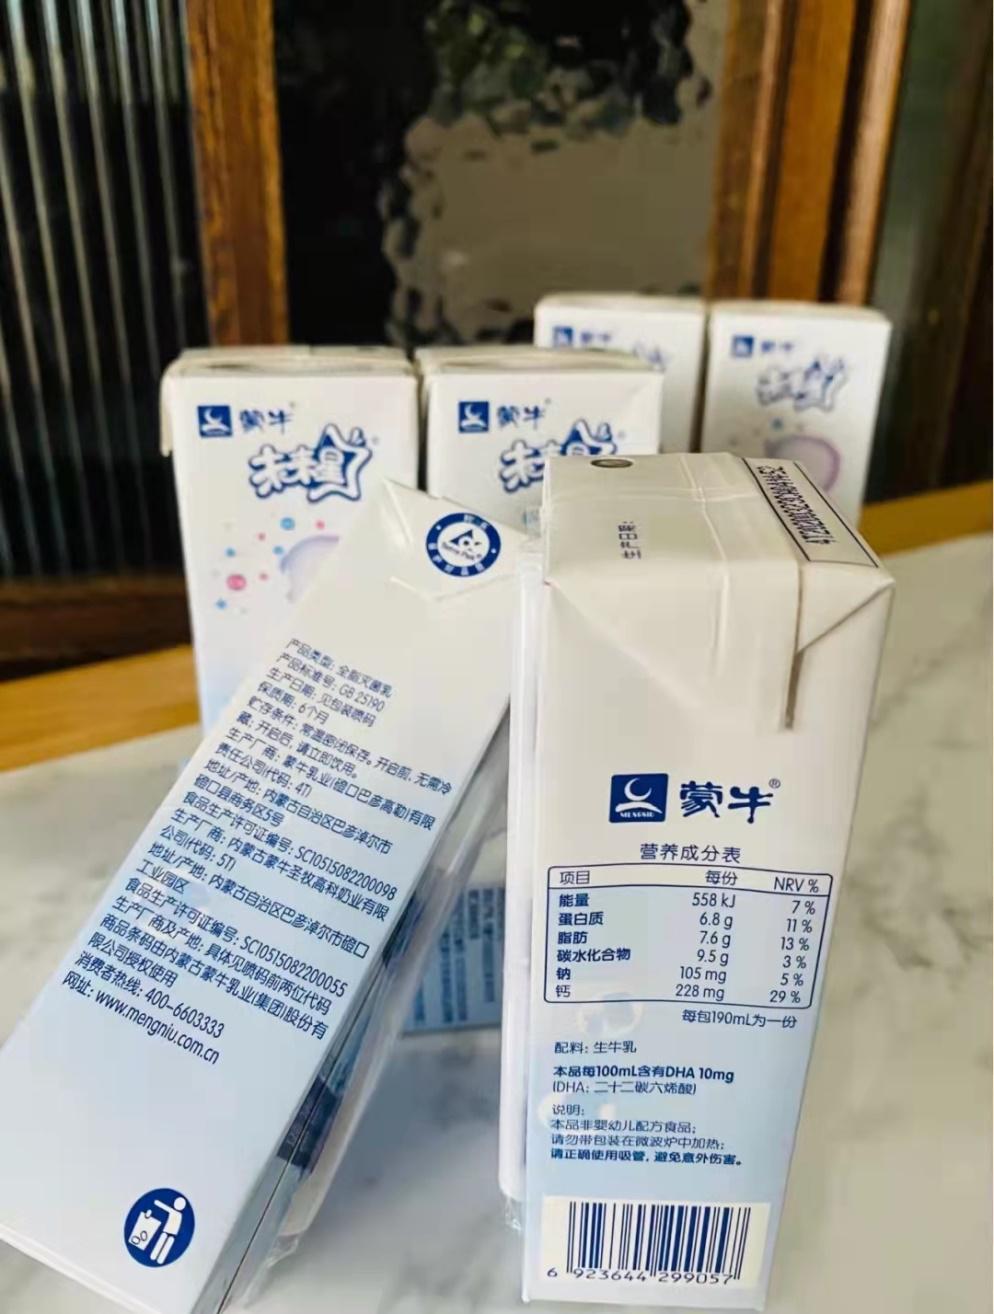 蒙牛
未来星
蒙牛
蒙牛
产品类型: 全脂灭菌乳
产品标准号: GB 25190
生产日期: 见包装喷码
保质期: 6个月
贮存条件: 常温密闭保存。开启前, 无需冷
藏; 开启后, 请立即饮用。
生产厂商: 蒙牛乳业(磴口巴彦高勒)有限
责任公司(代码: 4T)
地址/产地: 内蒙古自治区巴彦淖尔市
磴口县商务区5号
食品生产许可证编号: SC10515082200098
生产厂商: 内蒙古蒙牛圣牧高科奶业有限
公司(代码: 5T)
地址/产地: 内蒙古自治区巴彦淖尔市磴口
工业园区
食品生产许可证编号: SC10515082200055
生产厂商及产地: 具体见喷码前两位代码
商品条码由内蒙古蒙牛乳业(集团)股份有
限公司授权使用
消费者热线: 400-6603333
网址: www.mengniu.com.cn
生产日期:
MENGNIU
蒙牛
营养成分表
项目 每份 NRV %
能量 558 kJ 7 %
蛋白质 6.8 g 11 %
脂肪 7.6 g 13 %
碳水化合物 9.5 g 3 %
钠 105 mg 5 %
钙 228 mg 29 %
每包190mL为一份
配料: 生牛乳
本品每100mL含有DHA 10mg
(DHA: 二十二碳六烯酸)
说明:
本品非婴幼儿配方食品;
请勿带包装在微波炉中加热;
请正确使用吸管, 避免意外伤害。
6 923644 299057